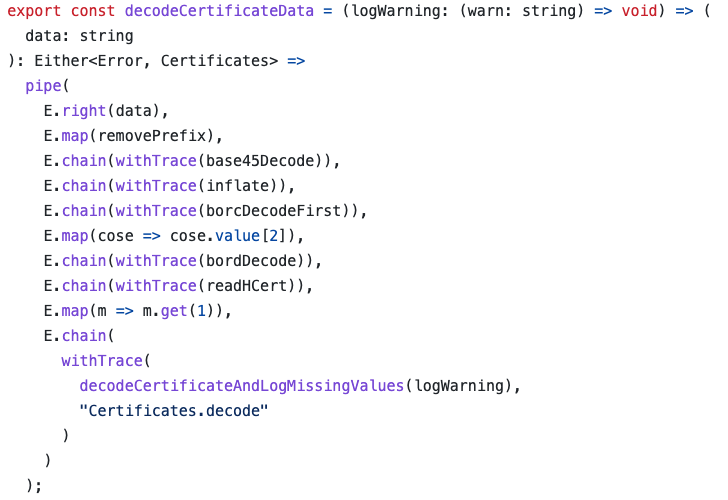 export const decodeCertificateData = (logWarning: (warn: string) => void) => (
  data: string
): Either<Error, Certificates> =>
  pipe(
    E.right(data),
    E.map(removePrefix),
    E.chain(withTrace(base45Decode)),
    E.chain(withTrace(inflate)),
    E.chain(withTrace(borcDecodeFirst)),
    E.map(cose => cose.value[2]),
    E.chain(withTrace(bordDecode)),
    E.chain(withTrace(readHCert)),
    E.map(m => m.get(1)),
    E.chain(
      withTrace(
        decodeCertificateAndLogMissingValues(logWarning),
        "Certificates.decode"
      )
    )
  );